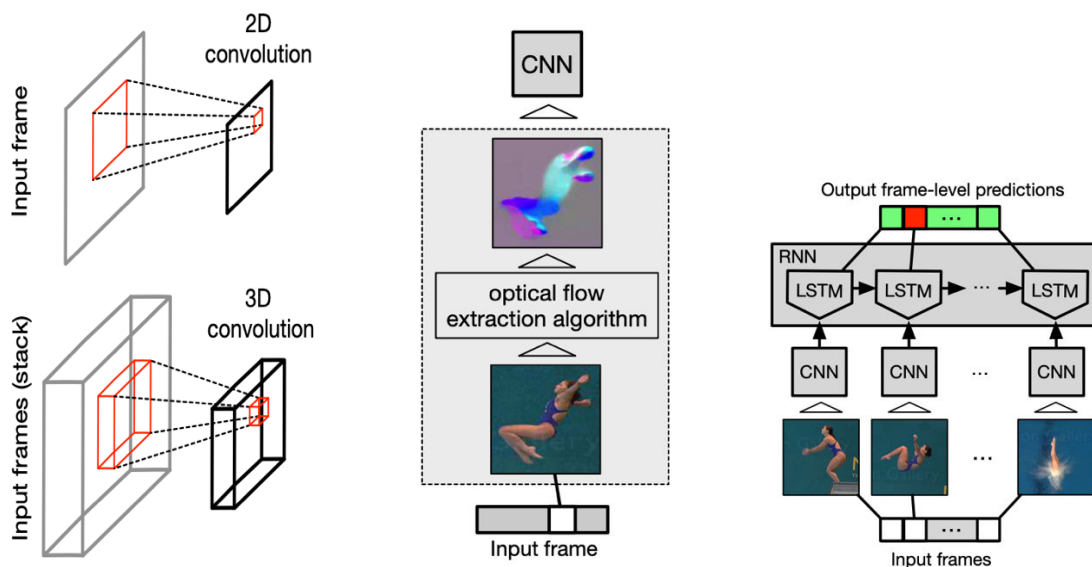 2D
convolution
Input frame
3D
convolution
Input frames (stack)
CNN
optical flow
extraction algorithm
Input frame
Output frame-level predictions
...
RNN
LSTM
LSTM
...
LSTM
CNN
CNN
...
CNN
...
...
Input frames